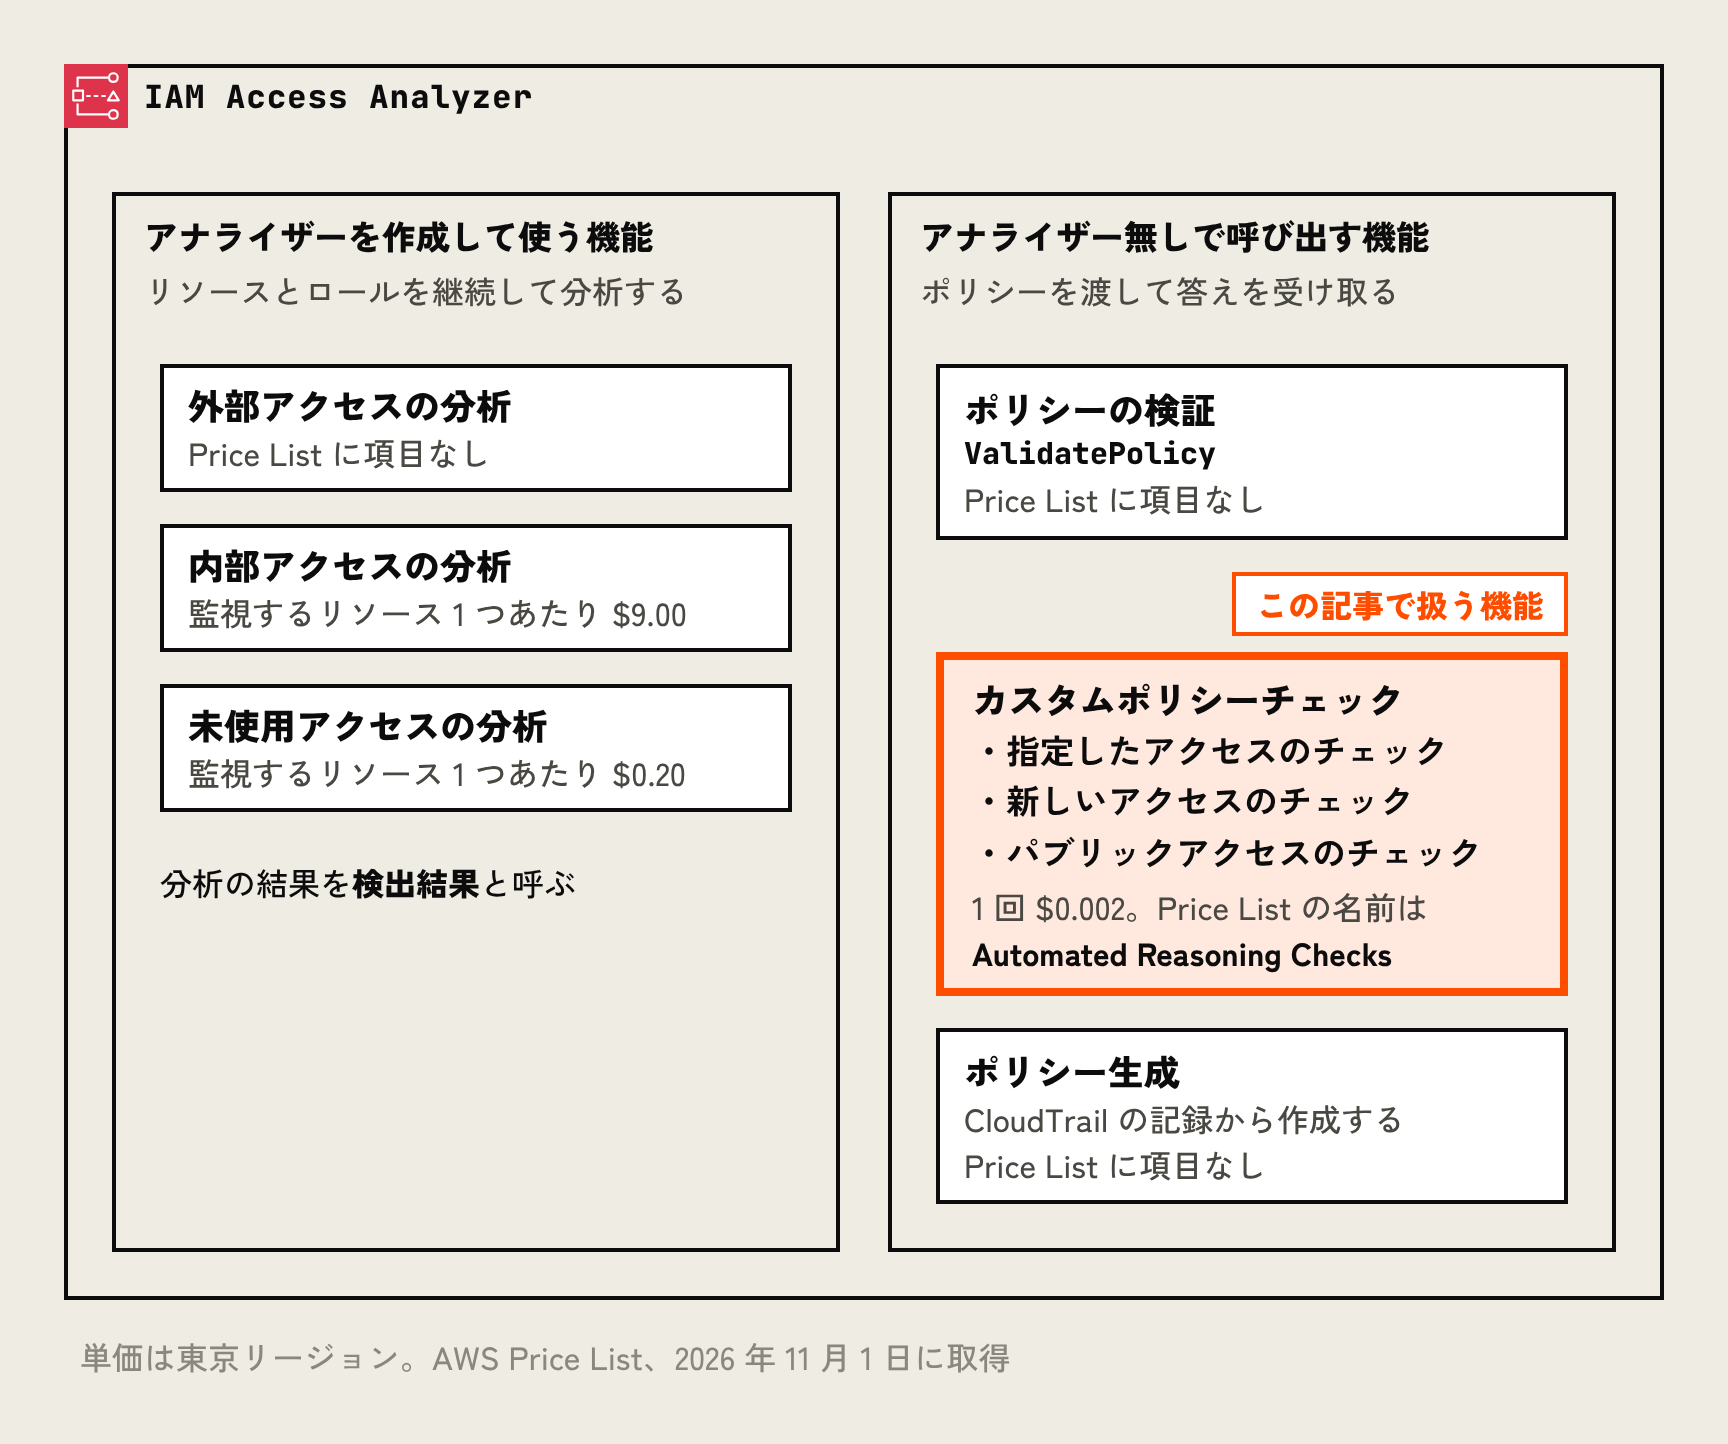 IAM Access Analyzer
アナライザーを作成して使う機能
リソースとロールを継続して分析する
外部アクセスの分析
Price List に項目なし
内部アクセスの分析
監視するリソース 1 つあたり $9.00
未使用アクセスの分析
監視するリソース 1 つあたり $0.20
分析の結果を検出結果と呼ぶ
アナライザー無しで呼び出す機能
ポリシーを渡して答えを受け取る
ポリシーの検証
ValidatePolicy
Price List に項目なし
この記事で扱う機能
カスタムポリシーチェック
・指定したアクセスのチェック
・新しいアクセスのチェック
・パブリックアクセスのチェック
1 回 $0.002。Price List の名前は
Automated Reasoning Checks
ポリシー生成
CloudTrail の記録から作成する
Price List に項目なし
単価は東京リージョン。AWS Price List、2026 年 11 月 1 日に取得